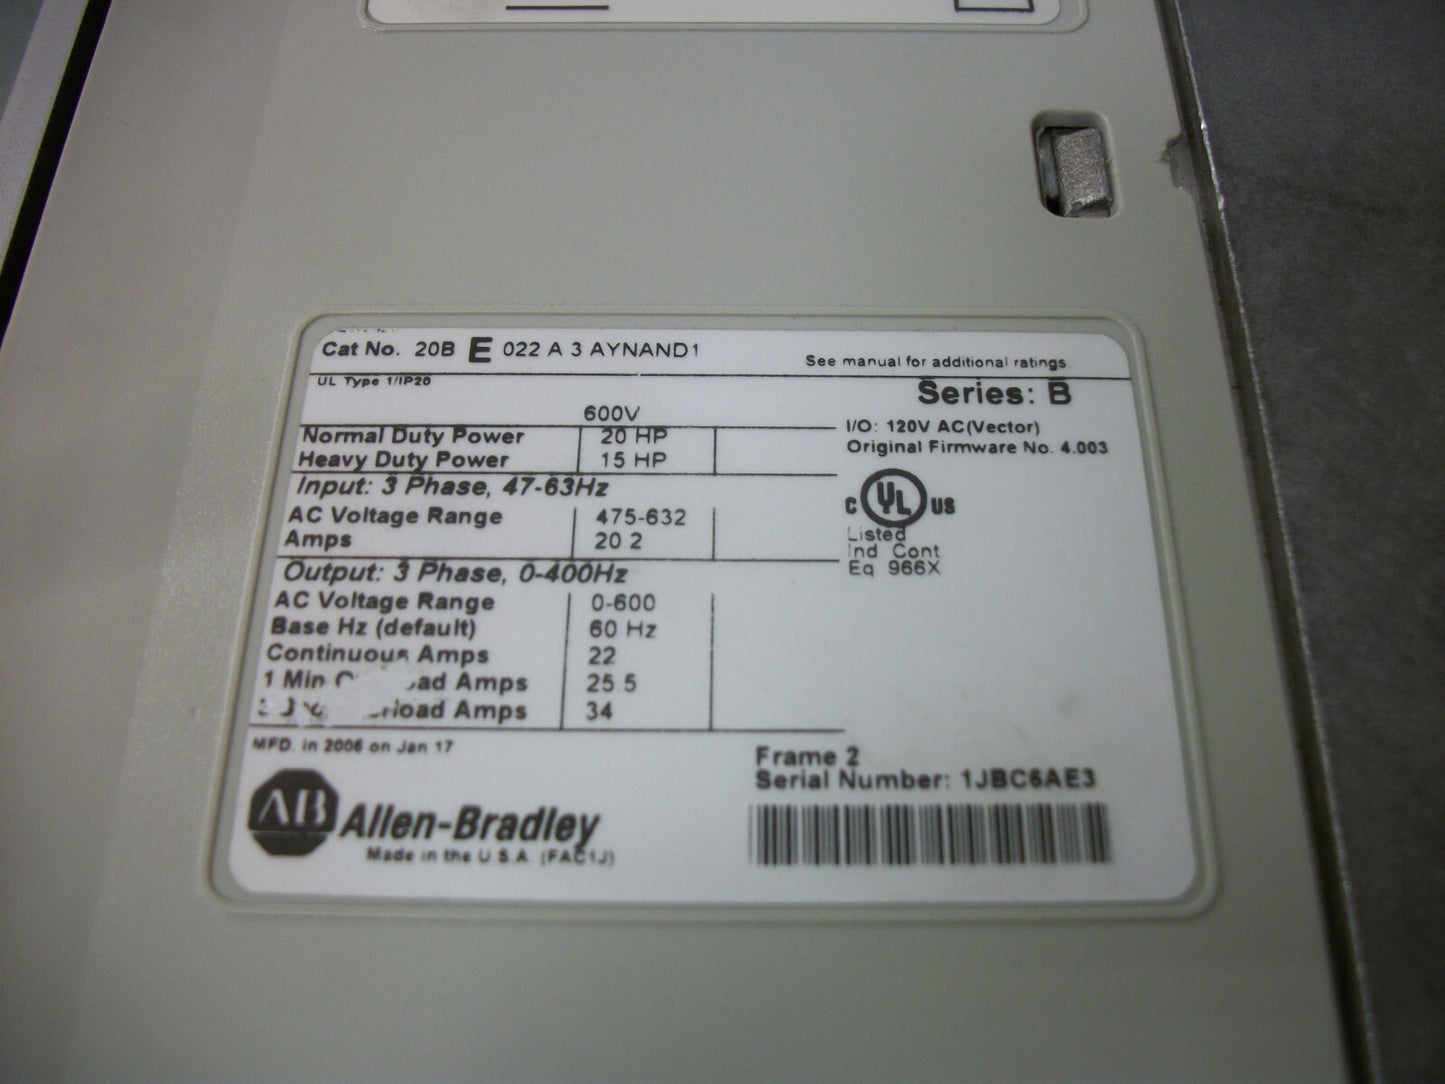 Cat No. 20B E 022 A 3 AYNAND1
See manual for additional ratings
UL Type 1/IP20
Series: B
600V
I/O: 120V AC(Vector)
Normal Duty Power 20 HP
Original Firmware No. 4.003
Heavy Duty Power 15 HP
Input: 3 Phase, 47-63Hz
C UL US
AC Voltage Range 475-632
Listed
Amps 20.2
Ind Cont
Eq 966X
Output: 3 Phase, 0-400Hz
AC Voltage Range 0-600
Base Hz (default) 60 Hz
Continuous Amps 22
1 Min Amps 25.5
Amps 34
MFD. in 2006 on Jan 17
Frame 2
Serial Number: 1JBC6AE3
AB Allen-Bradley
Made in the U.S.A. (FAC1J)